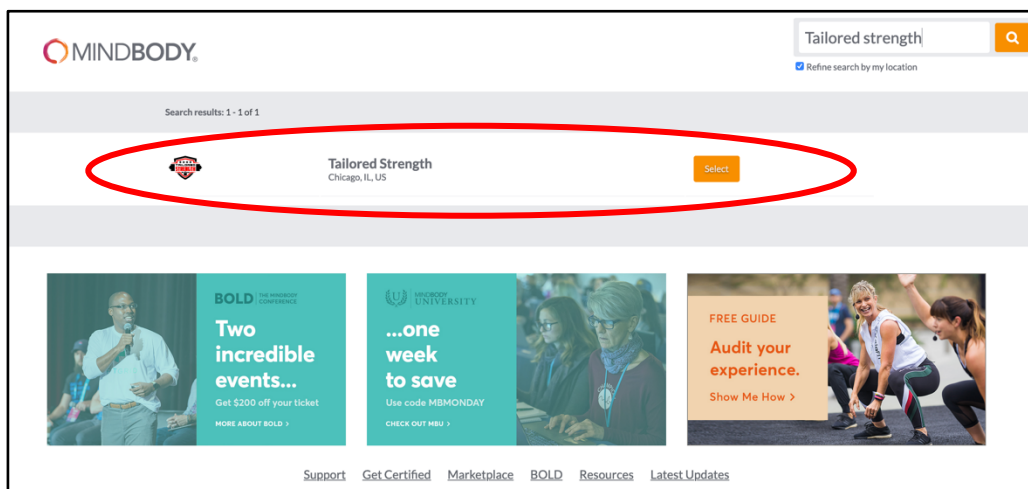 MINDBODY®
Tailored strength
Refine search by my location
Search results: 1 - 1 of 1
STRENGTH
Tailored Strength
Chicago, IL, US
Select
BOLD | THE MINDBODY CONFERENCE
Two
incredible
events...
Get $200 off your ticket
MORE ABOUT BOLD >
U MINDBODY
UNIVERSITY
...one
week
to save
Use code MBMONDAY
CHECK OUT MBU >
FREE GUIDE
Audit your
experience.
Show Me How >
Support Get Certified Marketplace BOLD Resources Latest Updates